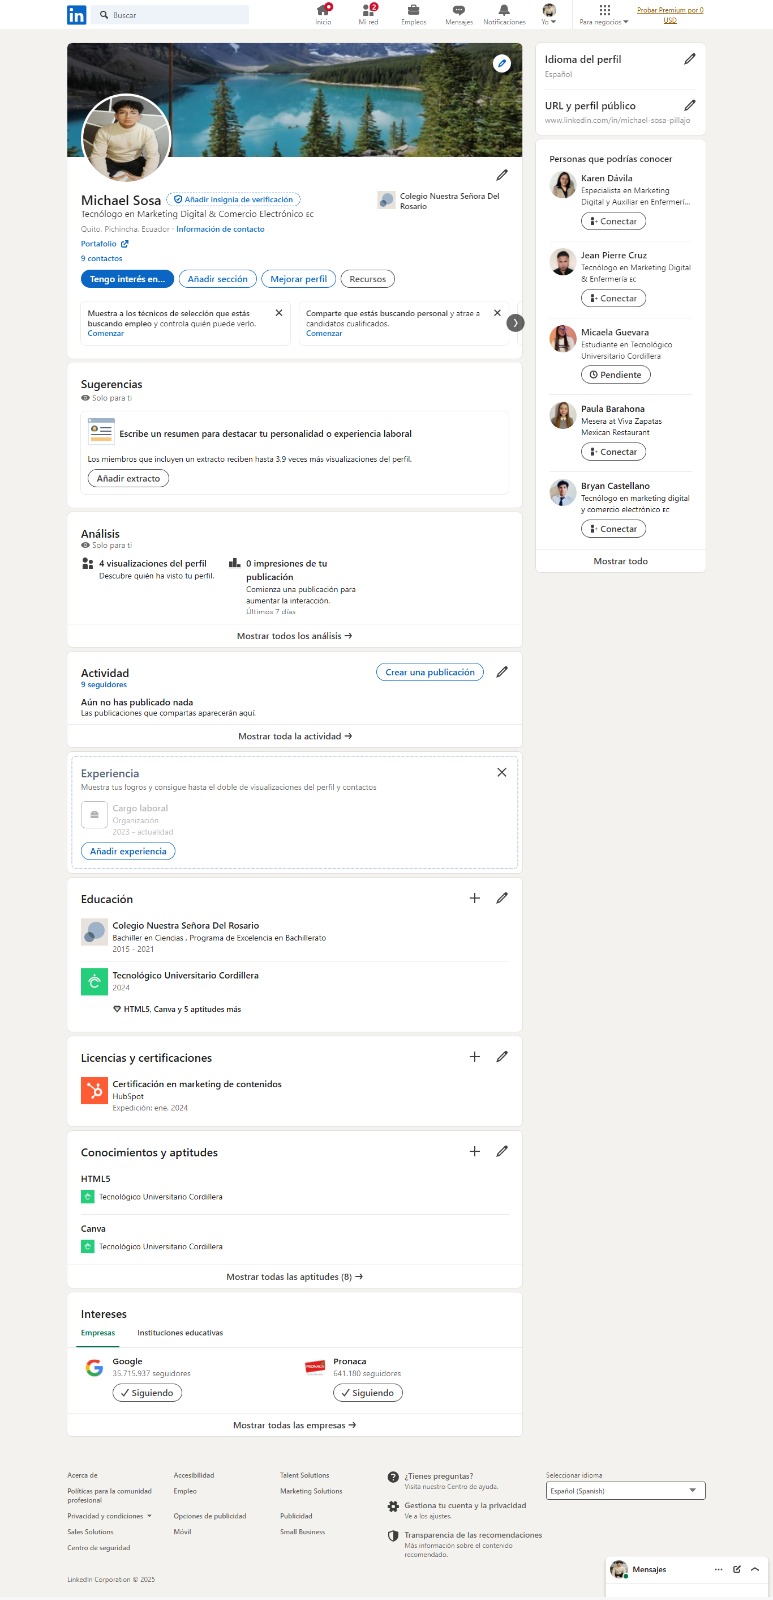 in
Buscar
Inicio
2
Mi red
Empleos
Mensajes
Notificaciones
Yo
Para negocios
Probar Premium por 0
USD
Michael Sosa
Añadir insignia de verificación
Tecnólogo en Marketing Digital & Comercio Electrónico EC
Quito, Pichincha, Ecuador · Información de contacto
Portafolio
9 contactos
Colegio Nuestra Señora Del
Rosario
Tengo interés en...
Añadir sección
Mejorar perfil
Recursos
Muestra a los técnicos de selección que estás
buscando empleo y controla quién puede verlo.
Comenzar
Comparte que estás buscando personal y atrae a
candidatos cualificados.
Comenzar
Sugerencias
Solo para ti
Escribe un resumen para destacar tu personalidad o experiencia laboral
Los miembros que incluyen un extracto reciben hasta 3.9 veces más visualizaciones del perfil.
Añadir extracto
Análisis
Solo para ti
4 visualizaciones del perfil
Descubre quién ha visto tu perfil.
0 impresiones de tu
publicación
Comienza una publicación para
aumentar la interacción.
Últimos 7 días
Mostrar todos los análisis →
Actividad
9 seguidores
Crear una publicación
Aún no has publicado nada
Las publicaciones que compartas aparecerán aquí.
Mostrar toda la actividad →
Experiencia
Muestra tus logros y consigue hasta el doble de visualizaciones del perfil y contactos
Cargo laboral
Organización
2023 - actualidad
Añadir experiencia
Educación
Colegio Nuestra Señora Del Rosario
Bachiller en Ciencias , Programa de Excelencia en Bachillerato
2015 - 2021
Tecnológico Universitario Cordillera
2024
HTML5, Canva y 5 aptitudes más
Licencias y certificaciones
Certificación en marketing de contenidos
HubSpot
Expedición: ene. 2024
Conocimientos y aptitudes
HTML5
Tecnológico Universitario Cordillera
Canva
Tecnológico Universitario Cordillera
Mostrar todas las aptitudes (8) →
Intereses
Empresas
Instituciones educativas
Google
35.715.937 seguidores
Siguiendo
PRONACA
Pronaca
641.180 seguidores
Siguiendo
Mostrar todas las empresas →
Idioma del perfil
Español
URL y perfil público
www.linkedin.com/in/michael-sosa-pillajo
Personas que podrías conocer
Karen Dávila
Especialista en Marketing
Digital y Auxiliar en Enfermerí...
Conectar
Jean Pierre Cruz
Tecnólogo en Marketing Digital
& Enfermería EC
Conectar
Micaela Guevara
Estudiante en Tecnológico
Universitario Cordillera
Pendiente
Paula Barahona
Mesera at Viva Zapatas
Mexican Restaurant
Conectar
Bryan Castellano
Tecnólogo en marketing digital
y comercio electrónico EC
Conectar
Mostrar todo
Acerca de
Accesibilidad
Talent Solutions
Políticas para la comunidad
profesional
Empleo
Marketing Solutions
Privacidad y condiciones
Opciones de publicidad
Publicidad
Sales Solutions
Móvil
Small Business
Centro de seguridad
¿Tienes preguntas?
Visita nuestro Centro de ayuda.
Gestiona tu cuenta y la privacidad
Ve a los ajustes.
Transparencia de las recomendaciones
Más información sobre el contenido
recomendado.
Seleccionar idioma
Español (Spanish)
LinkedIn Corporation © 2025
Mensajes